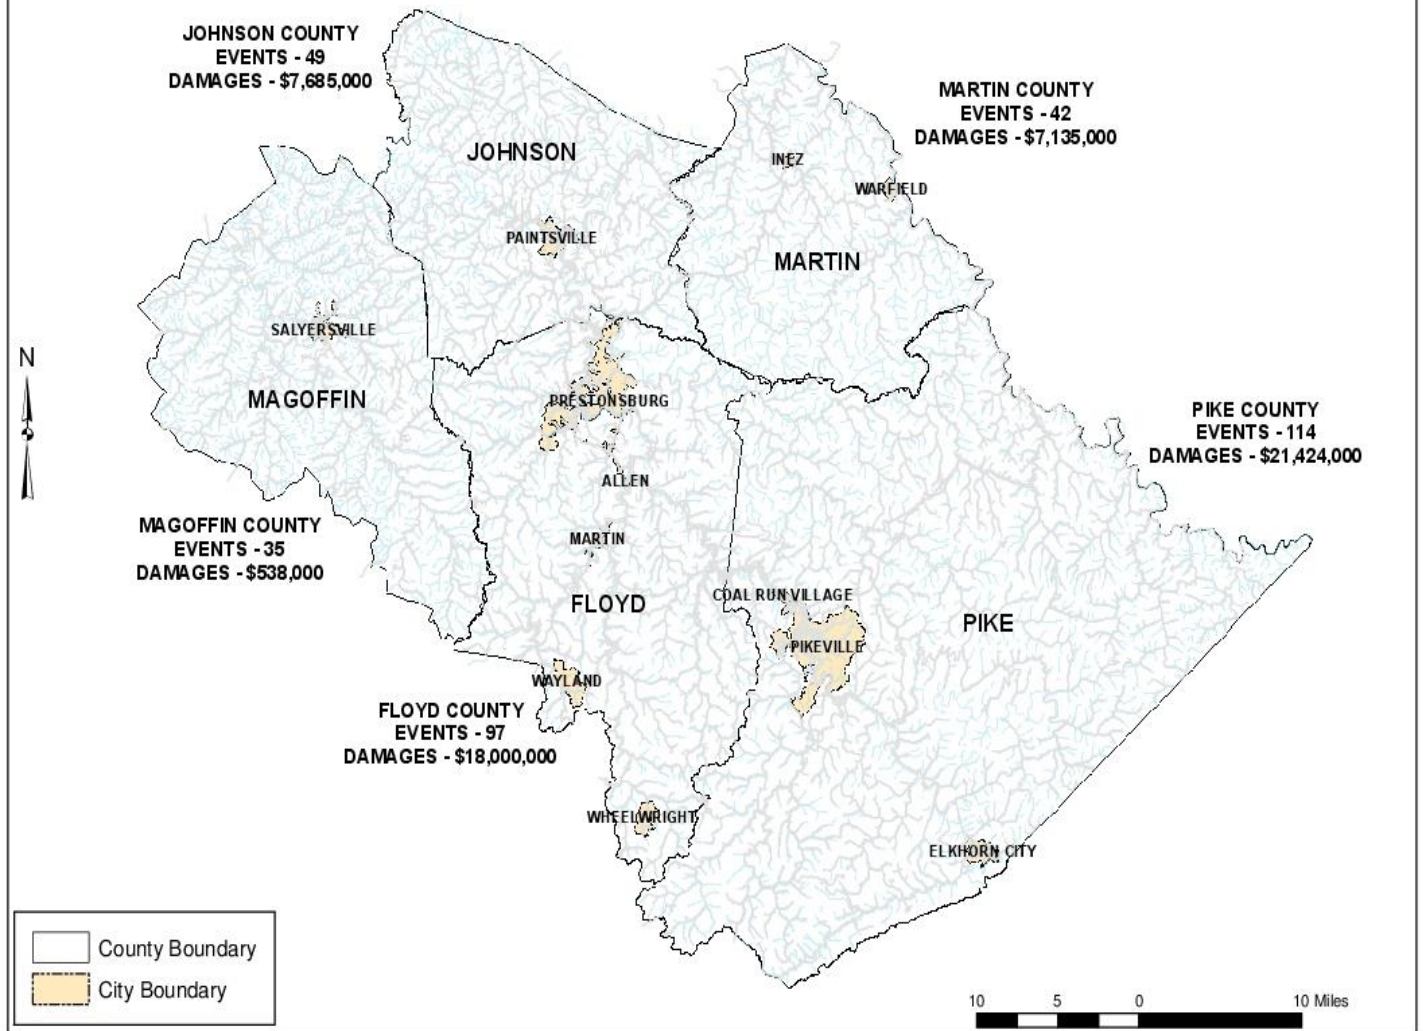 JOHNSON COUNTY
EVENTS - 49
DAMAGES - $7,685,000
MARTIN COUNTY
EVENTS - 42
DAMAGES - $7,135,000
JOHNSON
INEZ
WARFIELD
PAINTSVILLE
MARTIN
SALYERSVILLE
N
MAGOFFIN
PRESTONSBURG
PIKE COUNTY
EVENTS - 114
DAMAGES - $21,424,000
ALLEN
MAGOFFIN COUNTY
EVENTS - 35
DAMAGES - $538,000
MARTIN
COAL RUN VILLAGE
FLOYD
PIKE
PIKEVILLE
WAYLAND
FLOYD COUNTY
EVENTS - 97
DAMAGES - $18,000,000
WHEELWRIGHT
ELKHORN CITY
County Boundary
City Boundary
10 5 0 10 Miles